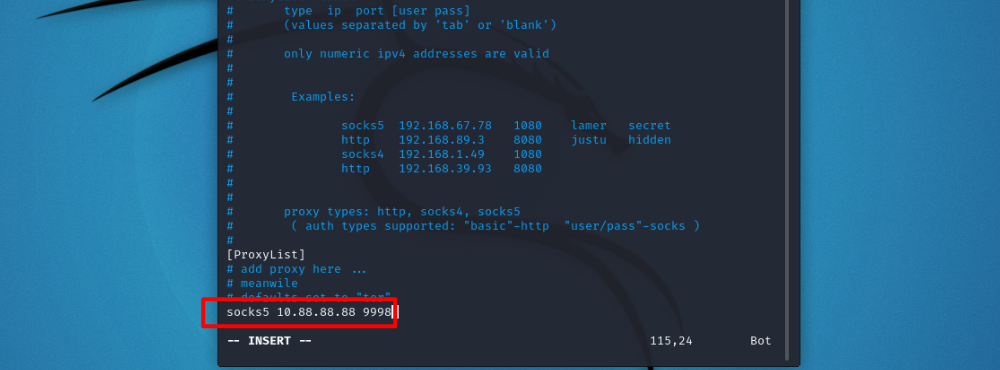 #       type  ip  port [user pass]
#       (values separated by 'tab' or 'blank')
#
#       only numeric ipv4 addresses are valid
#
#
#        Examples:
#
#               socks5  192.168.67.78   1080    lamer   secret
#               http    192.168.89.3    8080    justu   hidden
#               socks4  192.168.1.49    1080
#               http    192.168.39.93   8080
#
#
#       proxy types: http, socks4, socks5
#        ( auth types supported: "basic"-http  "user/pass"-socks )
#
[ProxyList]
# add proxy here ...
# meanwile
# defaults set to "tor"
socks5 10.88.88.88 9998
-- INSERT --                                               115,24        Bot